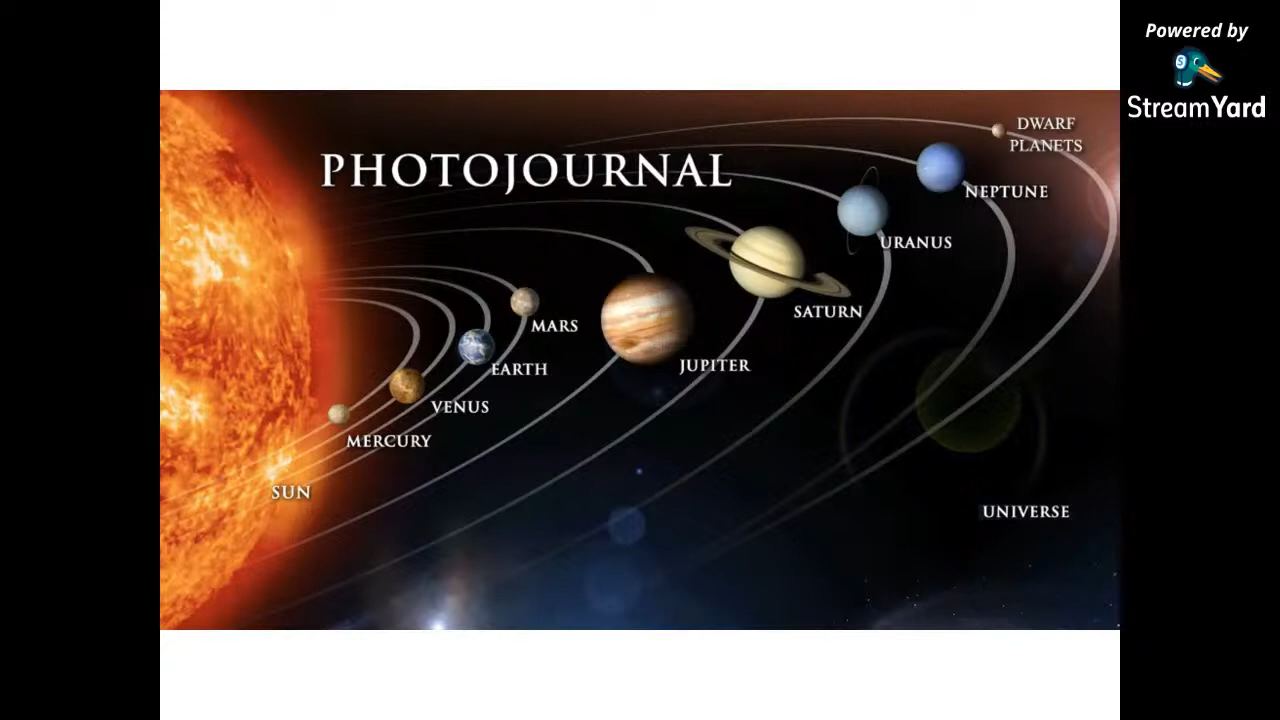 Powered by
StreamYard
PHOTOJOURNAL
DWARF
PLANETS
NEPTUNE
URANUS
SATURN
MARS
JUPITER
EARTH
VENUS
MERCURY
SUN
UNIVERSE